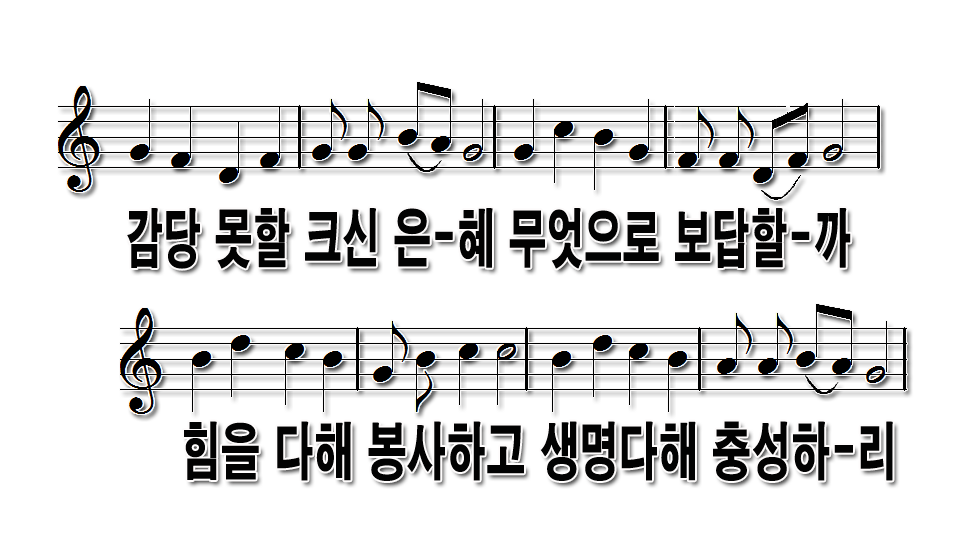 감당 못할 크신 은-혜 무엇으로 보답할-까
힘을 다해 봉사하고 생명다해 충성하-리